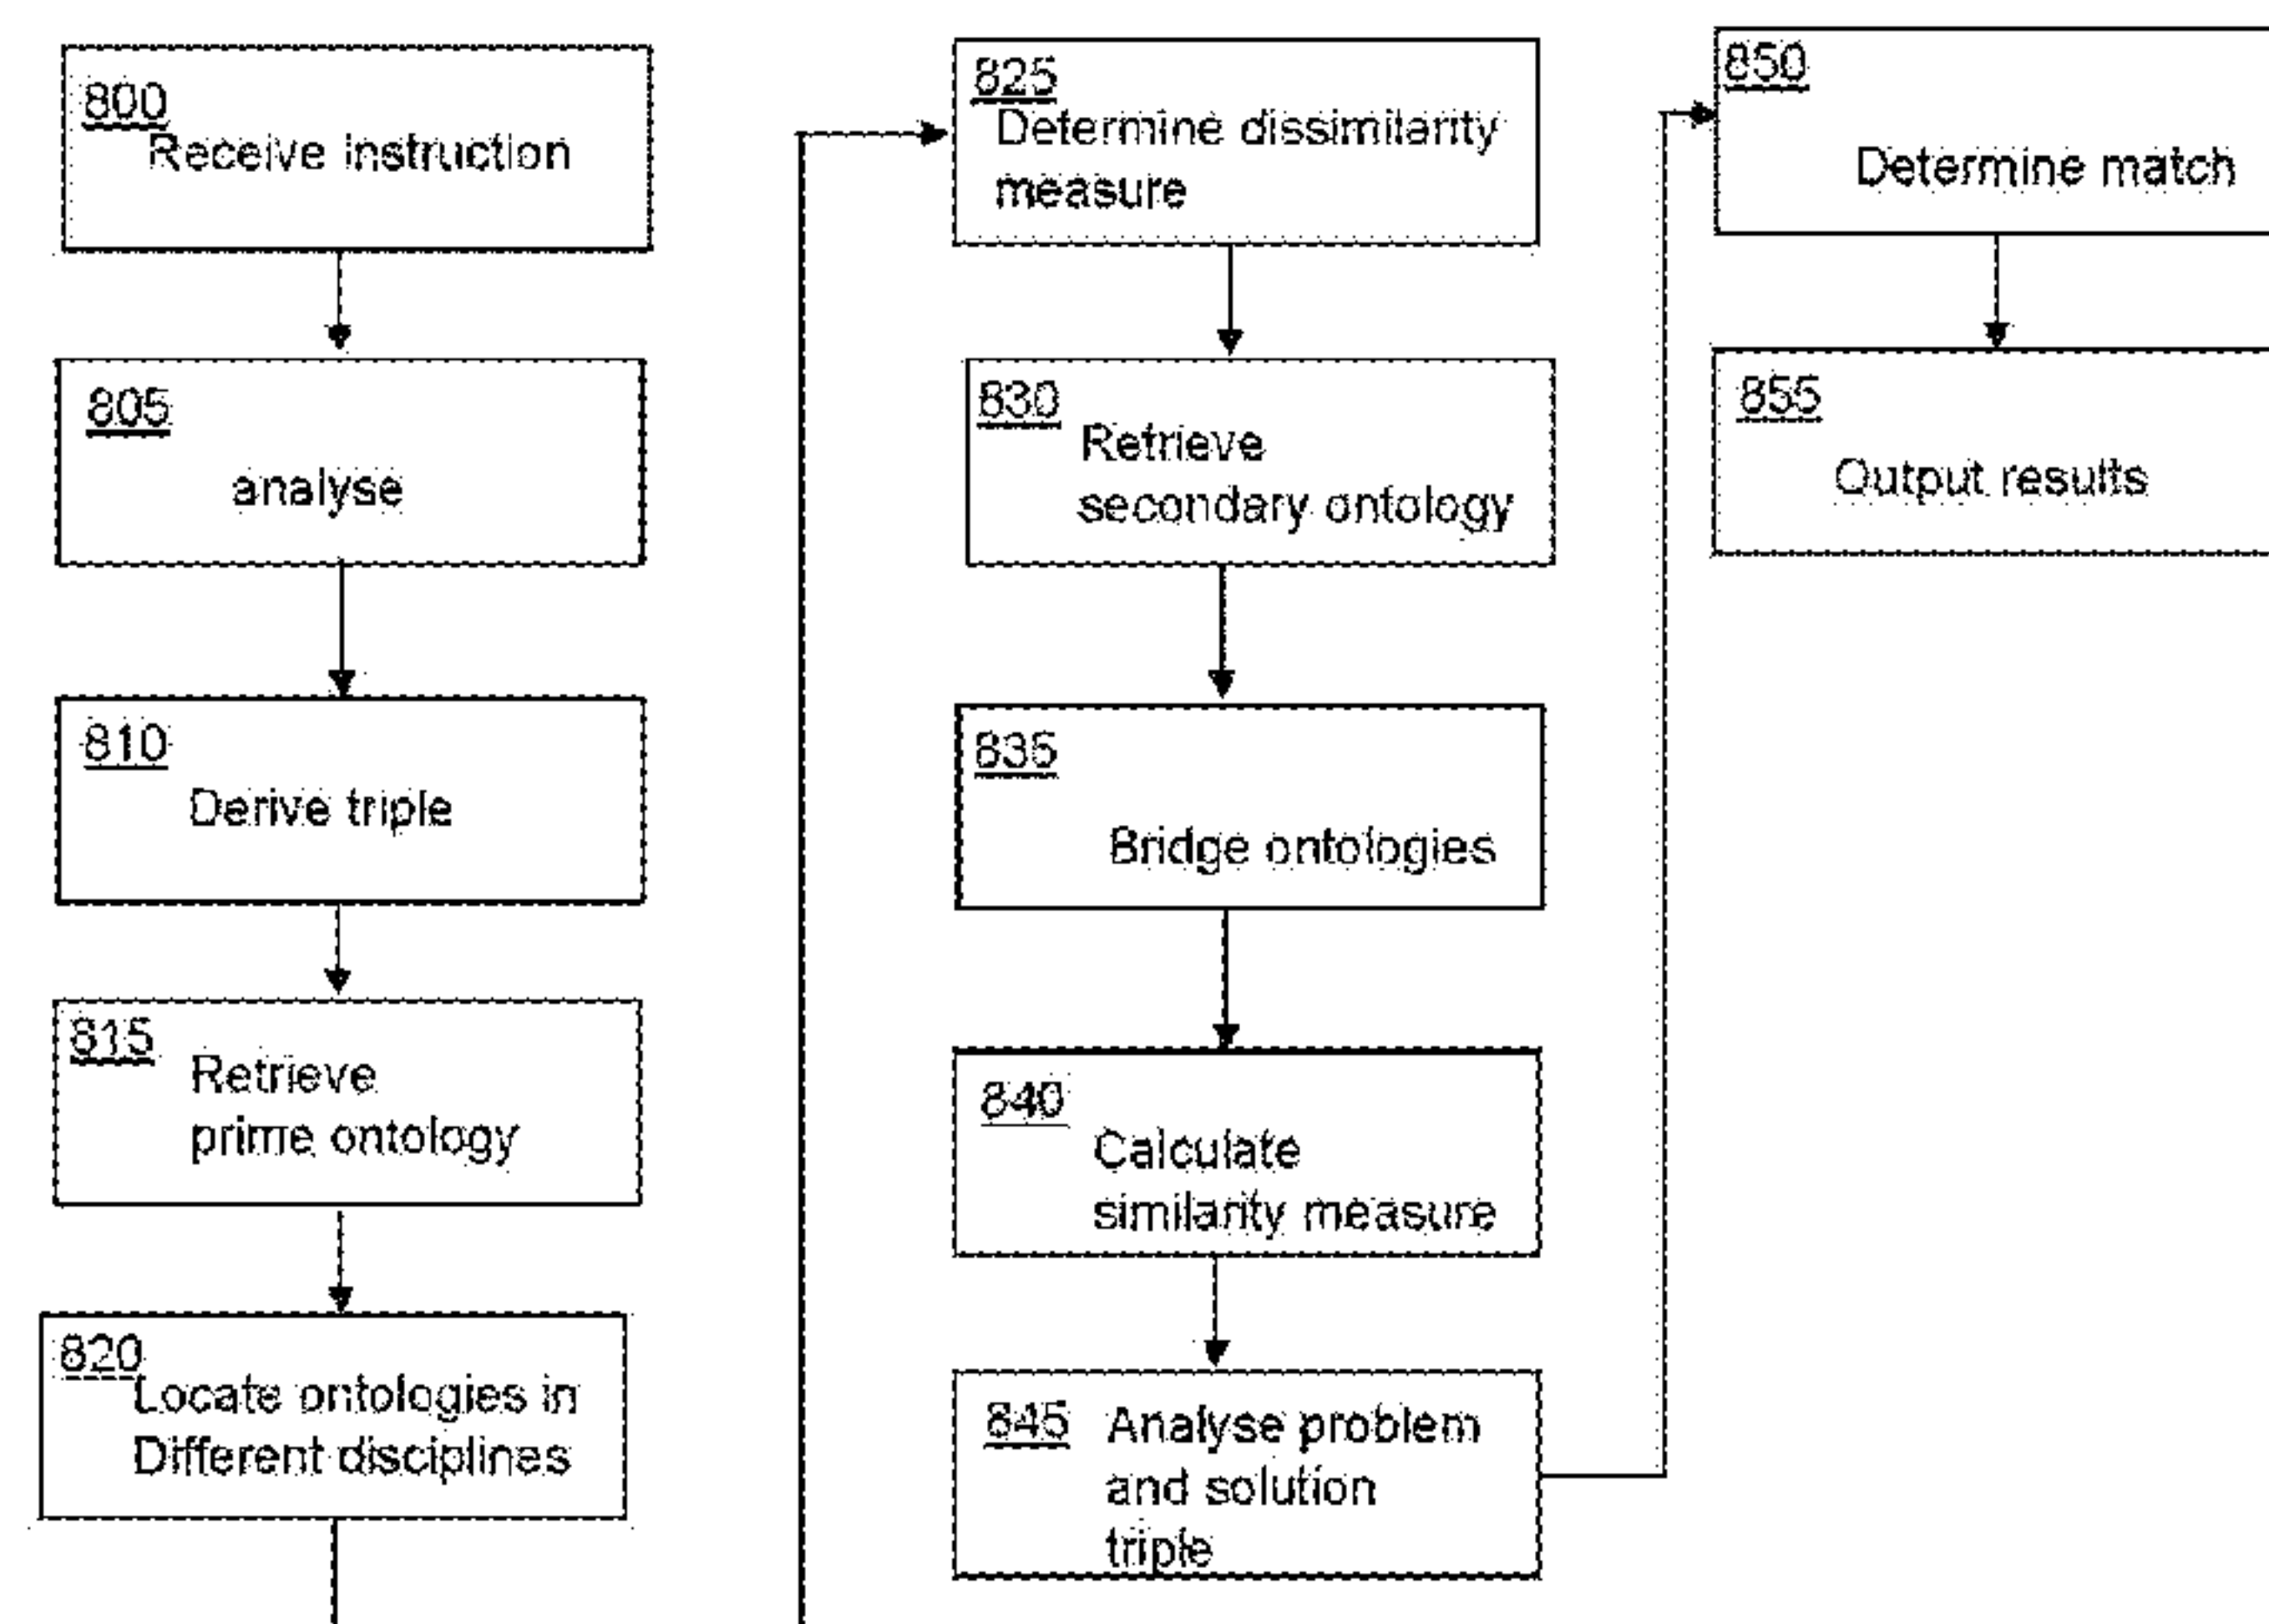 800
Receive instruction
805
analyse
810
Derive triple
815
Retrieve
prime ontology
820
Locate ontologies in
Different disciplines
825
Determine dissimilarity
measure
830
Retrieve
secondary ontology
835
Bridge ontologies
840
Calculate
similarity measure
845 Analyse problem
and solution
triple
850
Determine match
855
Output results